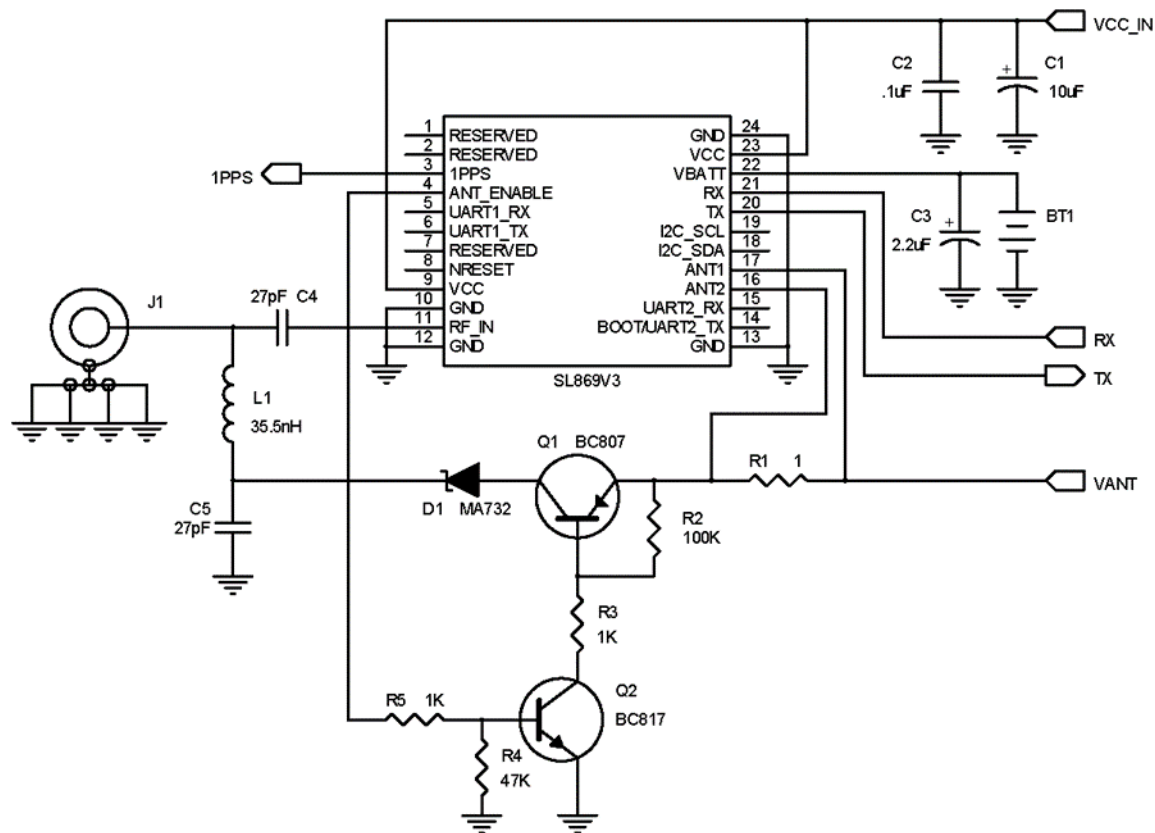 VCC_IN
C2
.1uF
C1
+
10uF
1 RESERVED
2 RESERVED
3 1PPS
4 ANT_ENABLE
5 UART1_RX
6 UART1_TX
7 RESERVED
8 NRESET
9 VCC
10 GND
11 RF_IN
12 GND
GND 24
VCC 23
VBATT 22
RX 21
TX 20
I2C_SCL 19
I2C_SDA 18
ANT1 17
ANT2 16
UART2_RX 15
BOOT/UART2_TX 14
GND 13
SL869V3
1PPS
C3
+
2.2uF
BT1
J1
27pF C4
RX
TX
L1
35.5nH
Q1 BC807
R1 1
VANT
D1 MA732
C5
27pF
R2
100K
R3
1K
Q2
BC817
R5 1K
R4
47K